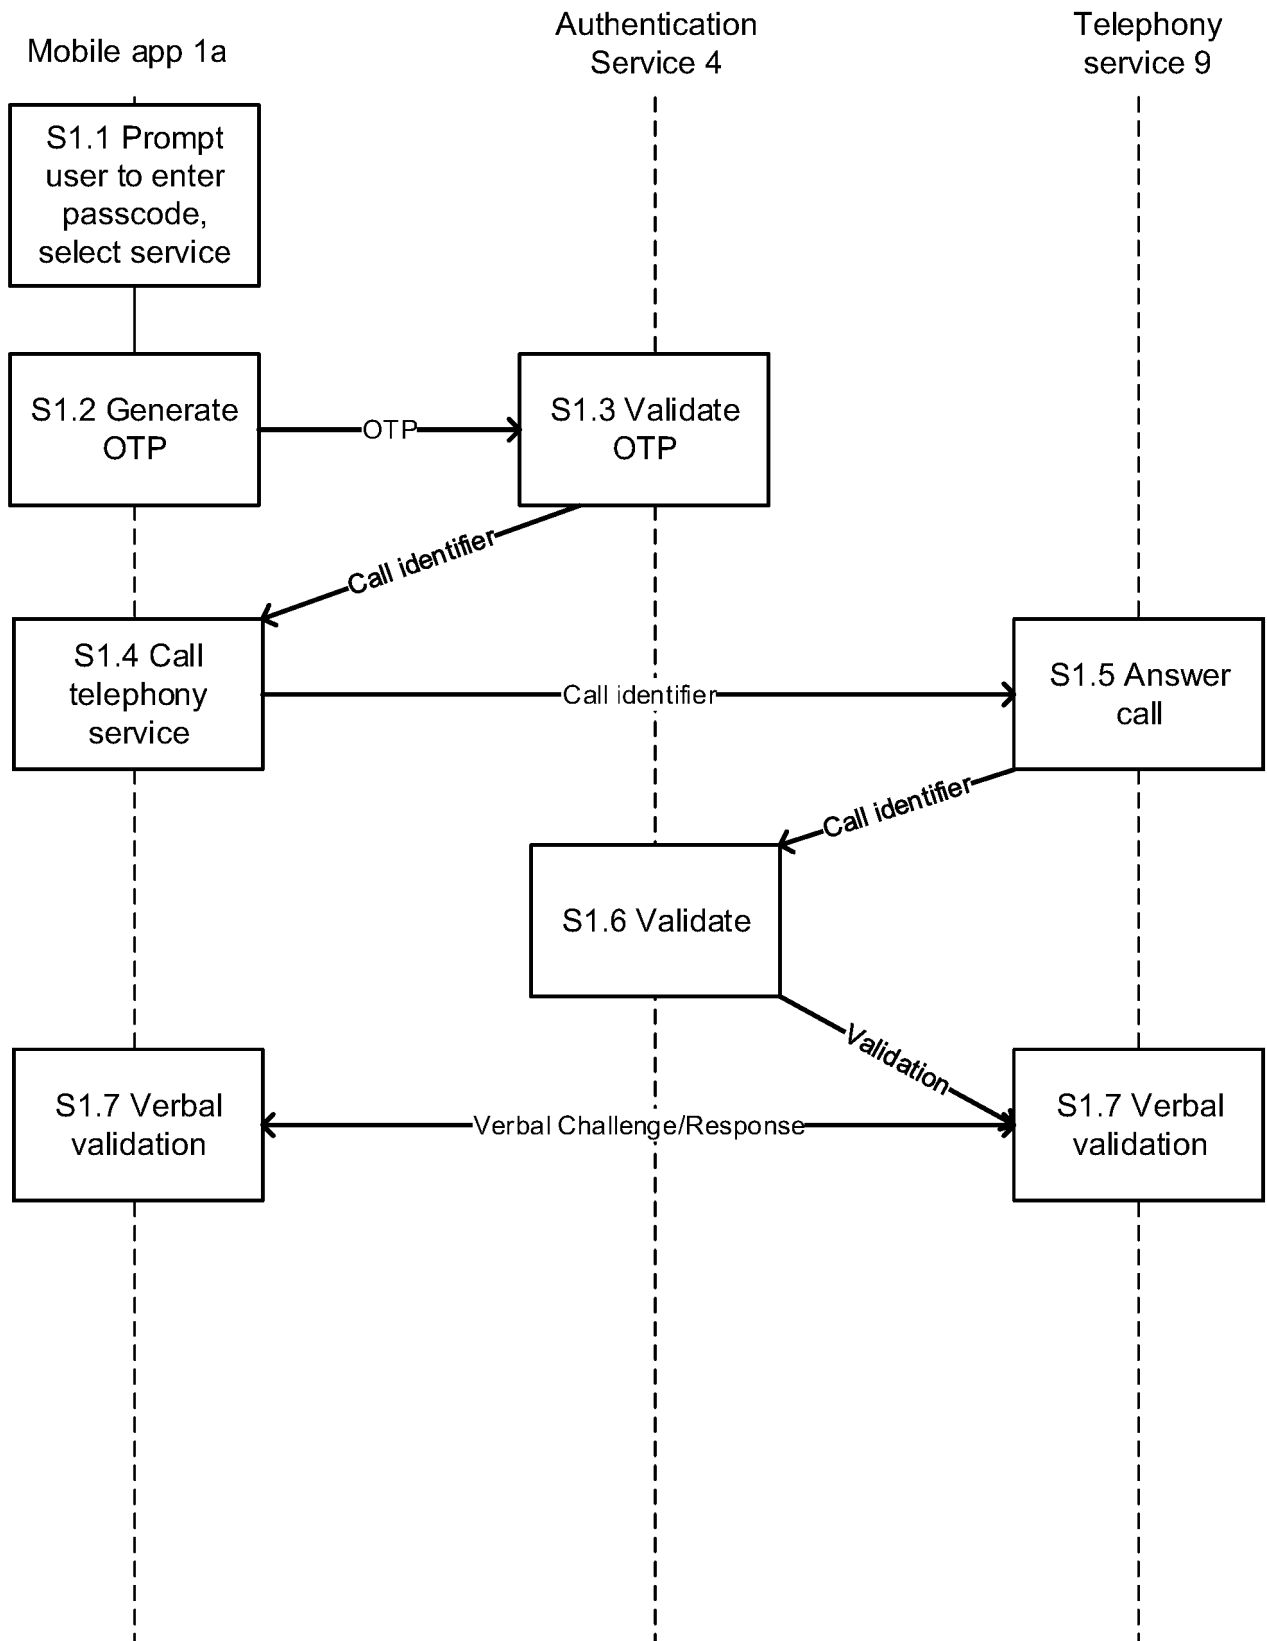 Mobile app 1a
Authentication
Service 4
Telephony
service 9
S1.1 Prompt
user to enter
passcode,
select service
S1.2 Generate
OTP
OTP
S1.3 Validate
OTP
Call identifier
S1.4 Call
telephony
service
Call identifier
S1.5 Answer
call
Call identifier
S1.6 Validate
Validation
S1.7 Verbal
validation
Verbal Challenge/Response
S1.7 Verbal
validation